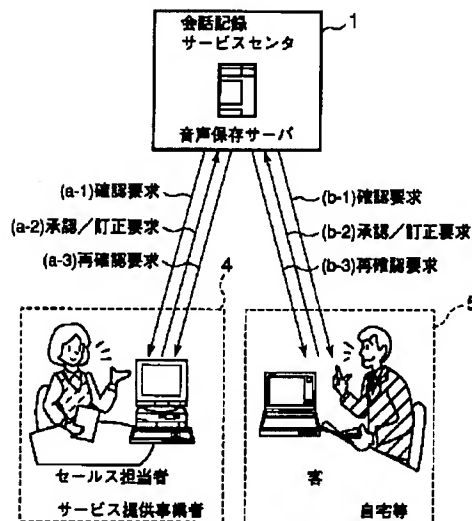 会話記録
サービスセンタ
1
音声保存サーバ
(a-1)確認要求
(a-2)承認／訂正要求
(a-3)再確認要求
(b-1)確認要求
(b-2)承認／訂正要求
(b-3)再確認要求
4
5
セールス担当者
サービス提供事業者
客
自宅等